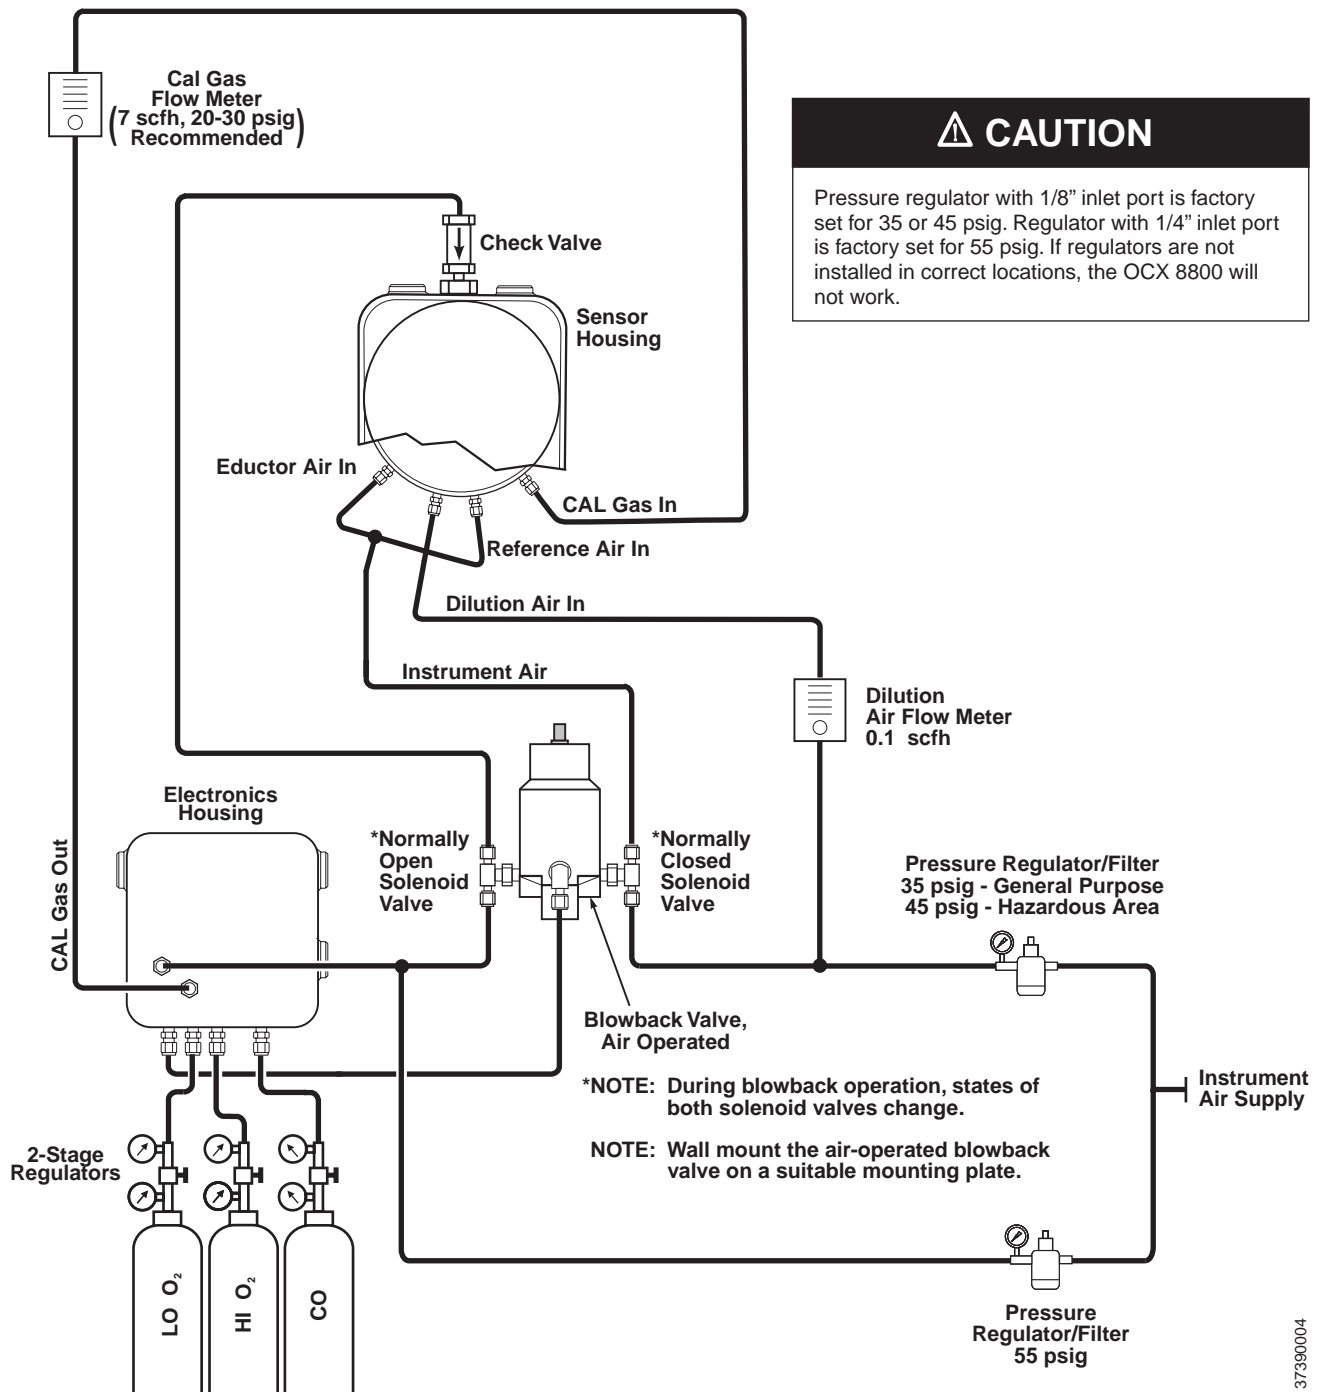 Cal Gas
Flow Meter
(7 scfh, 20-30 psig)
Recommended
⚠ CAUTION
Pressure regulator with 1/8” inlet port is factory
set for 35 or 45 psig. Regulator with 1/4” inlet port
is factory set for 55 psig. If regulators are not
installed in correct locations, the OCX 8800 will
not work.
Check Valve
Sensor
Housing
Eductor Air In
CAL Gas In
Reference Air In
Dilution Air In
Instrument Air
Dilution
Air Flow Meter
0.1 scfh
Electronics
Housing
*Normally
Open
Solenoid
Valve
*Normally
Closed
Solenoid
Valve
CAL Gas Out
Pressure Regulator/Filter
35 psig - General Purpose
45 psig - Hazardous Area
Blowback Valve,
Air Operated
*NOTE: During blowback operation, states of
both solenoid valves change.
NOTE: Wall mount the air-operated blowback
valve on a suitable mounting plate.
Instrument
Air Supply
2-Stage
Regulators
LO O₂
HI O₂
CO
Pressure
Regulator/Filter
55 psig
37390004